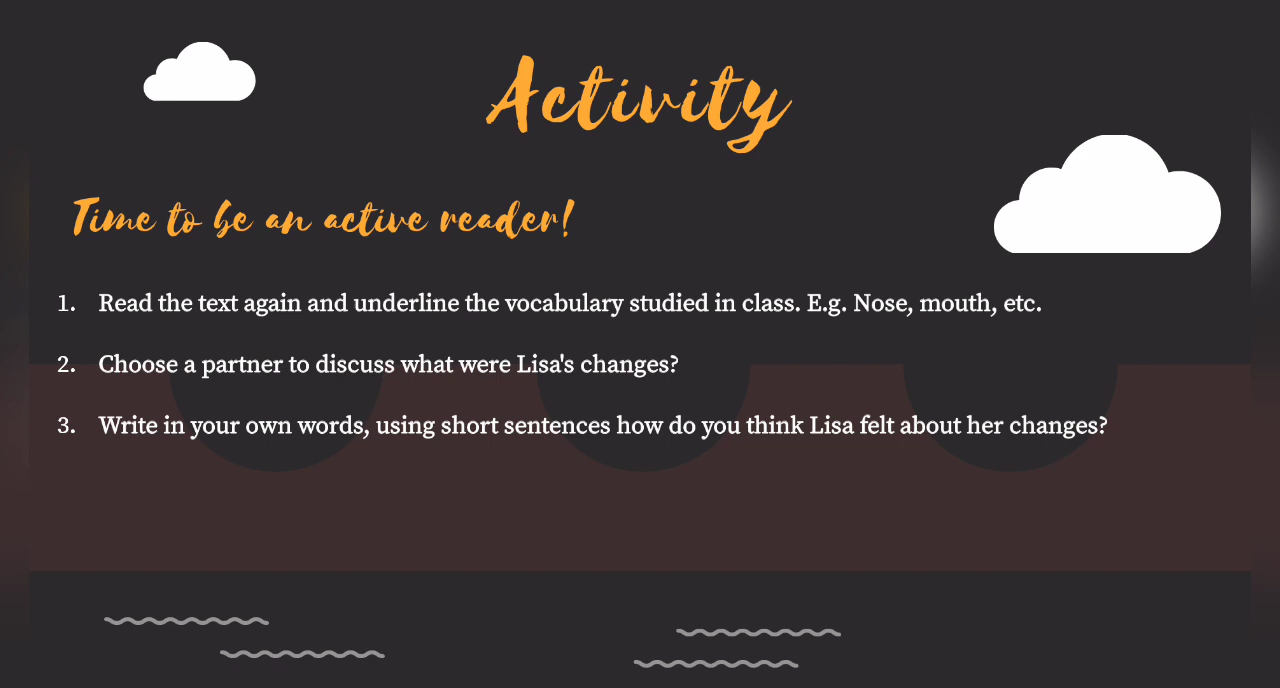 Activity
Time to be an active reader!
1. Read the text again and underline the vocabulary studied in class. E.g. Nose, mouth, etc.
2. Choose a partner to discuss what were Lisa's changes?
3. Write in your own words, using short sentences how do you think Lisa felt about her changes?